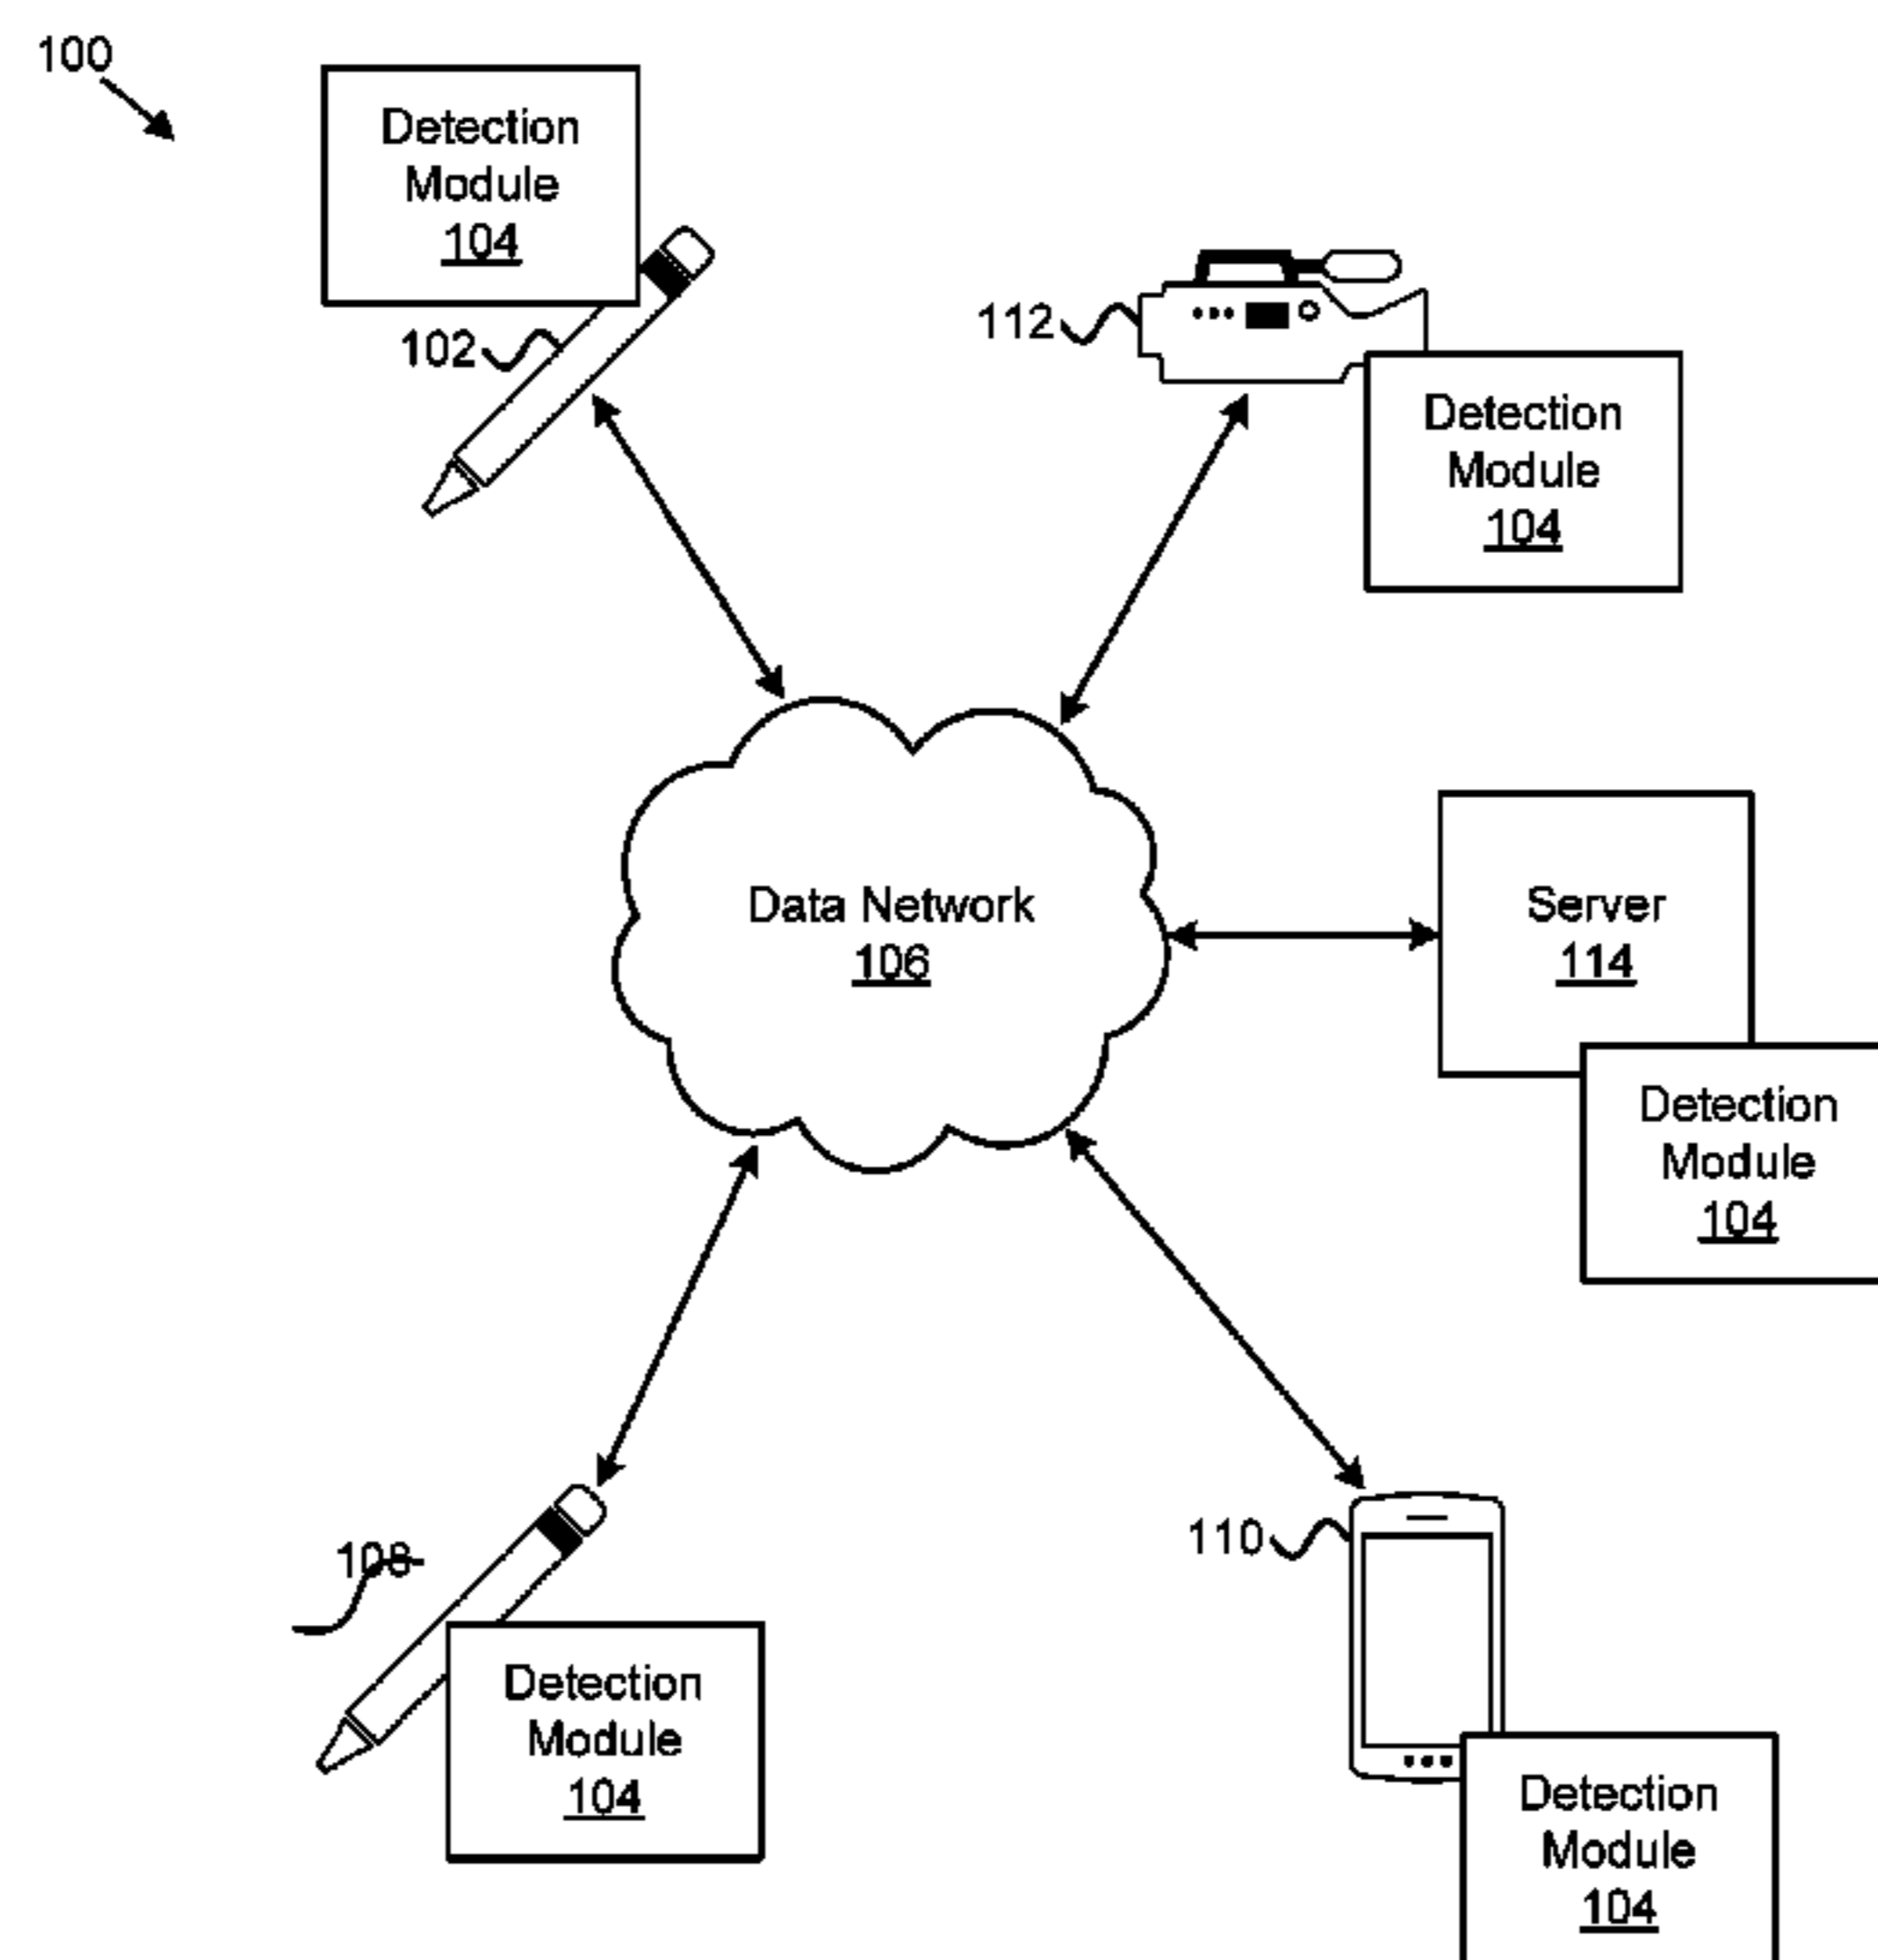 100
Detection
Module
104
102
112
Detection
Module
104
Data Network
106
Server
114
Detection
Module
104
108
Detection
Module
104
110
Detection
Module
104